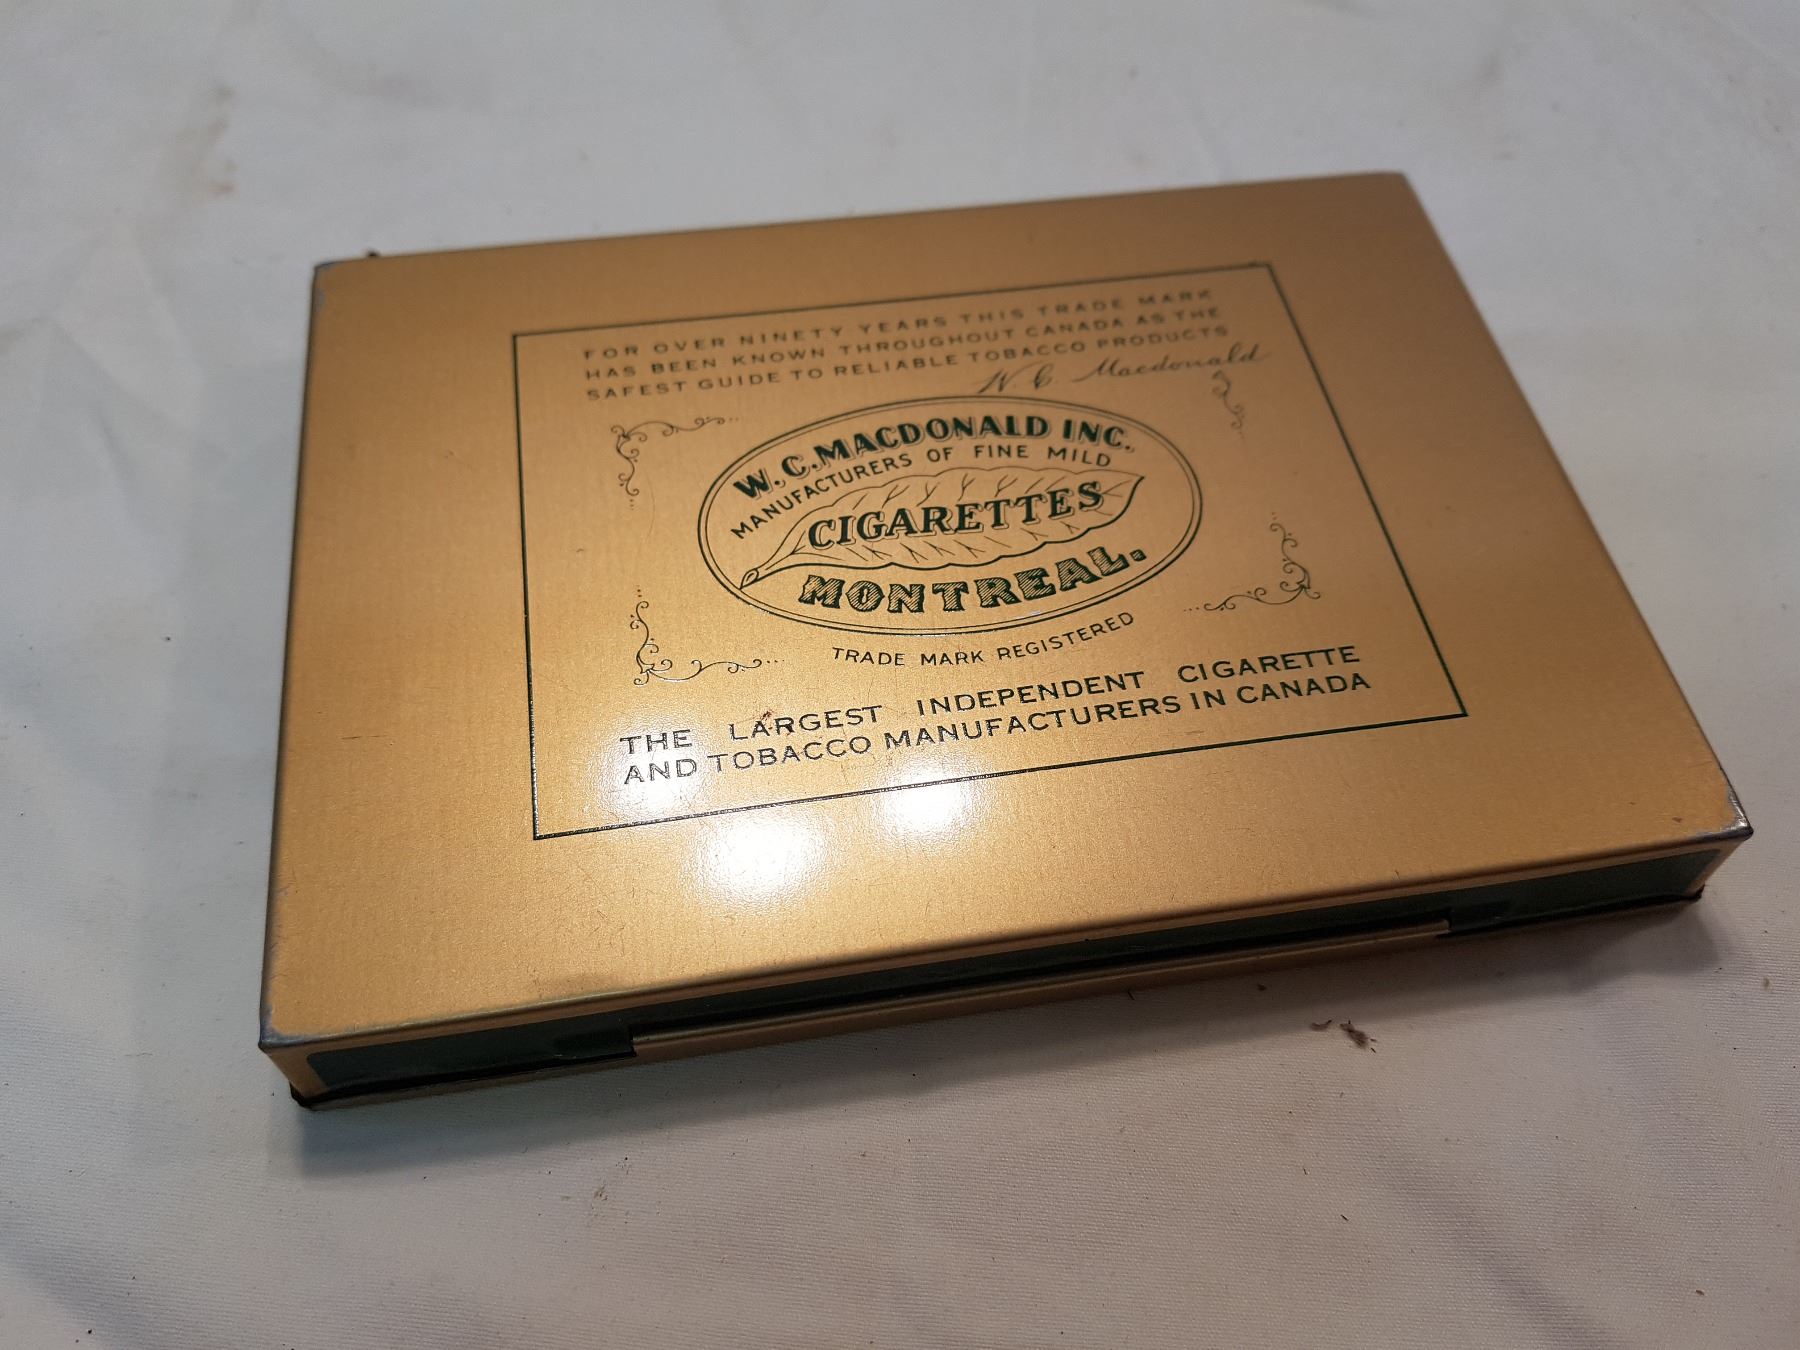 FOR OVER NINETY YEARS THIS TRADE MARK
HAS BEEN KNOWN THROUGHOUT CANADA AS THE
SAFEST GUIDE TO RELIABLE TOBACCO PRODUCTS
W. C. Macdonald
W. C. MACDONALD INC.
MANUFACTURERS OF FINE MILD
CIGARETTES
MONTREAL.
TRADE MARK REGISTERED
THE LARGEST INDEPENDENT CIGARETTE
AND TOBACCO MANUFACTURERS IN CANADA